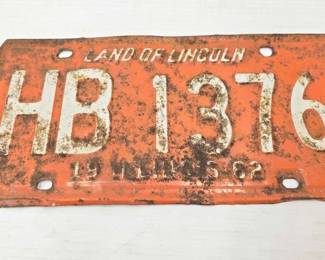 LAND OF LINCOLN
HB 1376
19 ILLINOIS 62